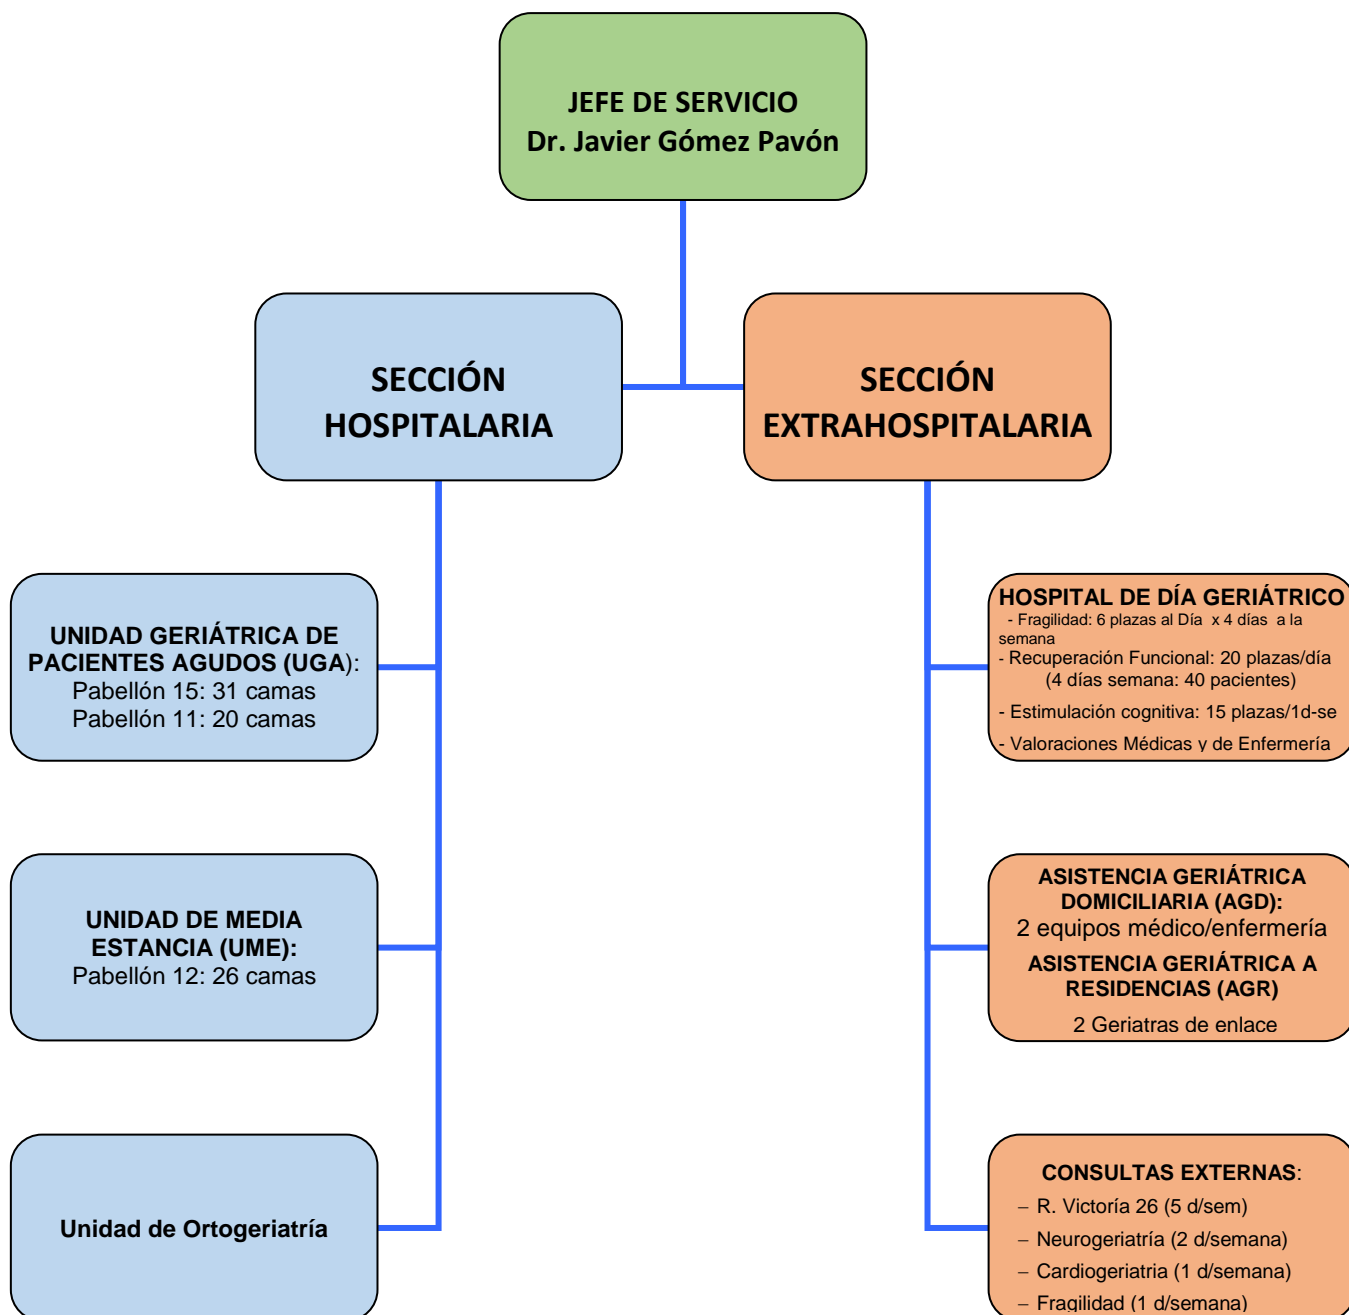 JEFE DE SERVICIO
Dr. Javier Gómez Pavón
SECCIÓN
HOSPITALARIA
SECCIÓN
EXTRAHOSPITALARIA
UNIDAD GERIÁTRICA DE
PACIENTES AGUDOS (UGA):
Pabellón 15: 31 camas
Pabellón 11: 20 camas
HOSPITAL DE DÍA GERIÁTRICO
- Fragilidad: 6 plazas al Día x 4 días a la
semana
- Recuperación Funcional: 20 plazas/día
(4 días semana: 40 pacientes)
- Estimulación cognitiva: 15 plazas/1d-se
- Valoraciones Médicas y de Enfermería
UNIDAD DE MEDIA
ESTANCIA (UME):
Pabellón 12: 26 camas
ASISTENCIA GERIÁTRICA
DOMICILIARIA (AGD):
2 equipos médico/enfermería
ASISTENCIA GERIÁTRICA A
RESIDENCIAS (AGR)
2 Geriatras de enlace
Unidad de Ortogeriatría
CONSULTAS EXTERNAS:
– R. Victoría 26 (5 d/sem)
– Neurogeriatría (2 d/semana)
– Cardiogeriatria (1 d/semana)
– Fragilidad (1 d/semana)